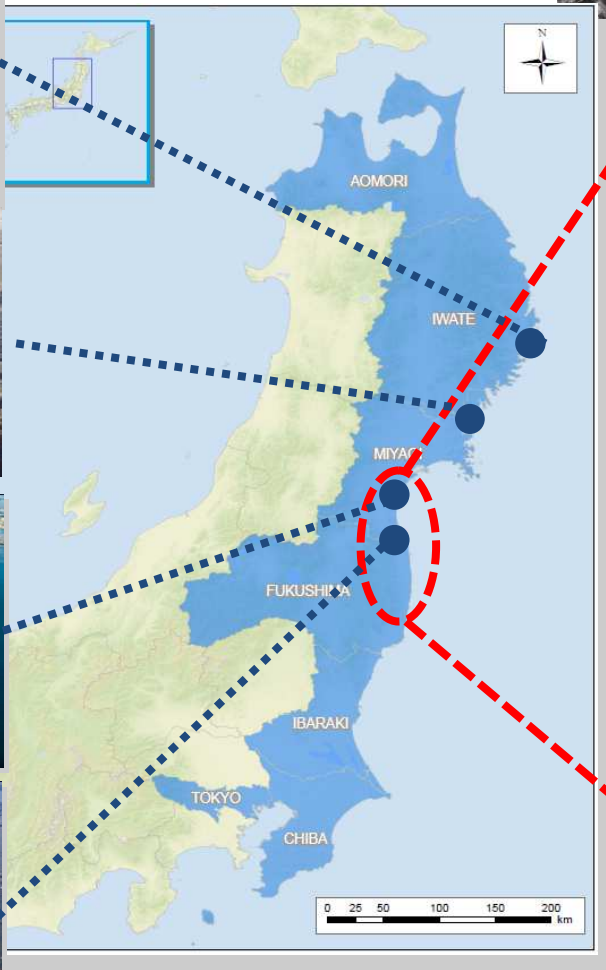 N
AOMORI
IWATE
MIYAGI
FUKUSHIMA
IBARAKI
TOKYO
CHIBA
0 25 50 100 150 200
km